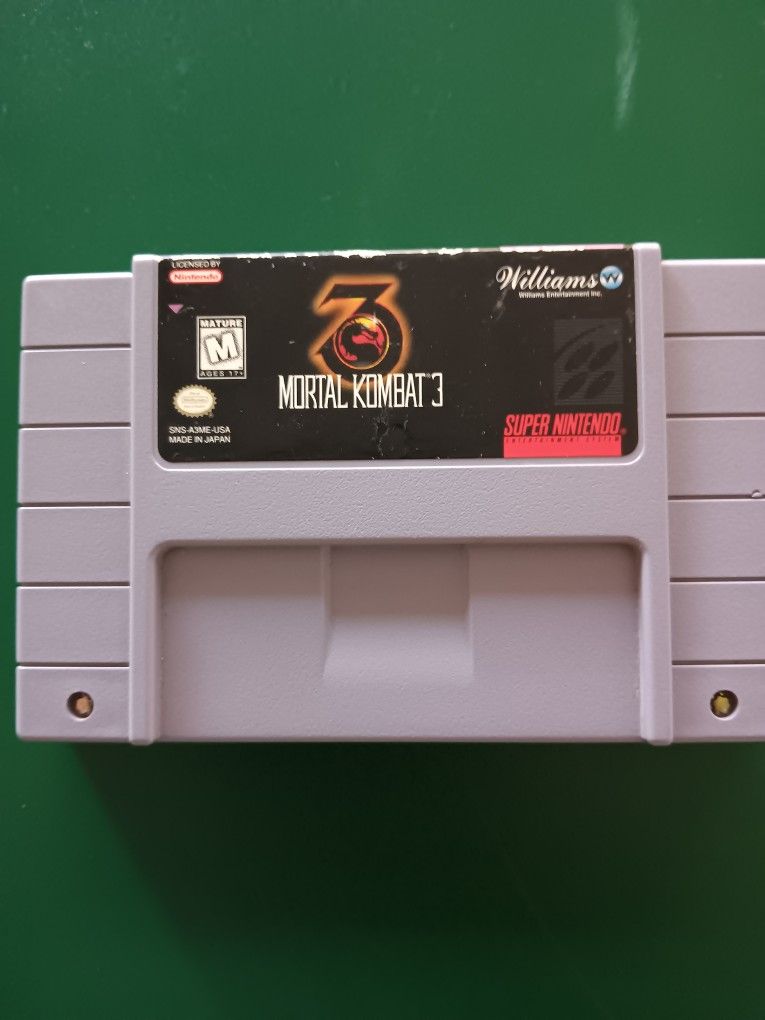 LICENSED BY
Nintendo
Williams W
Williams Entertainment Inc.
MATURE
M
AGES 17+
3
MORTAL KOMBAT® 3
SNS-A3ME-USA
MADE IN JAPAN
SUPER NINTENDO®
ENTERTAINMENT SYSTEM